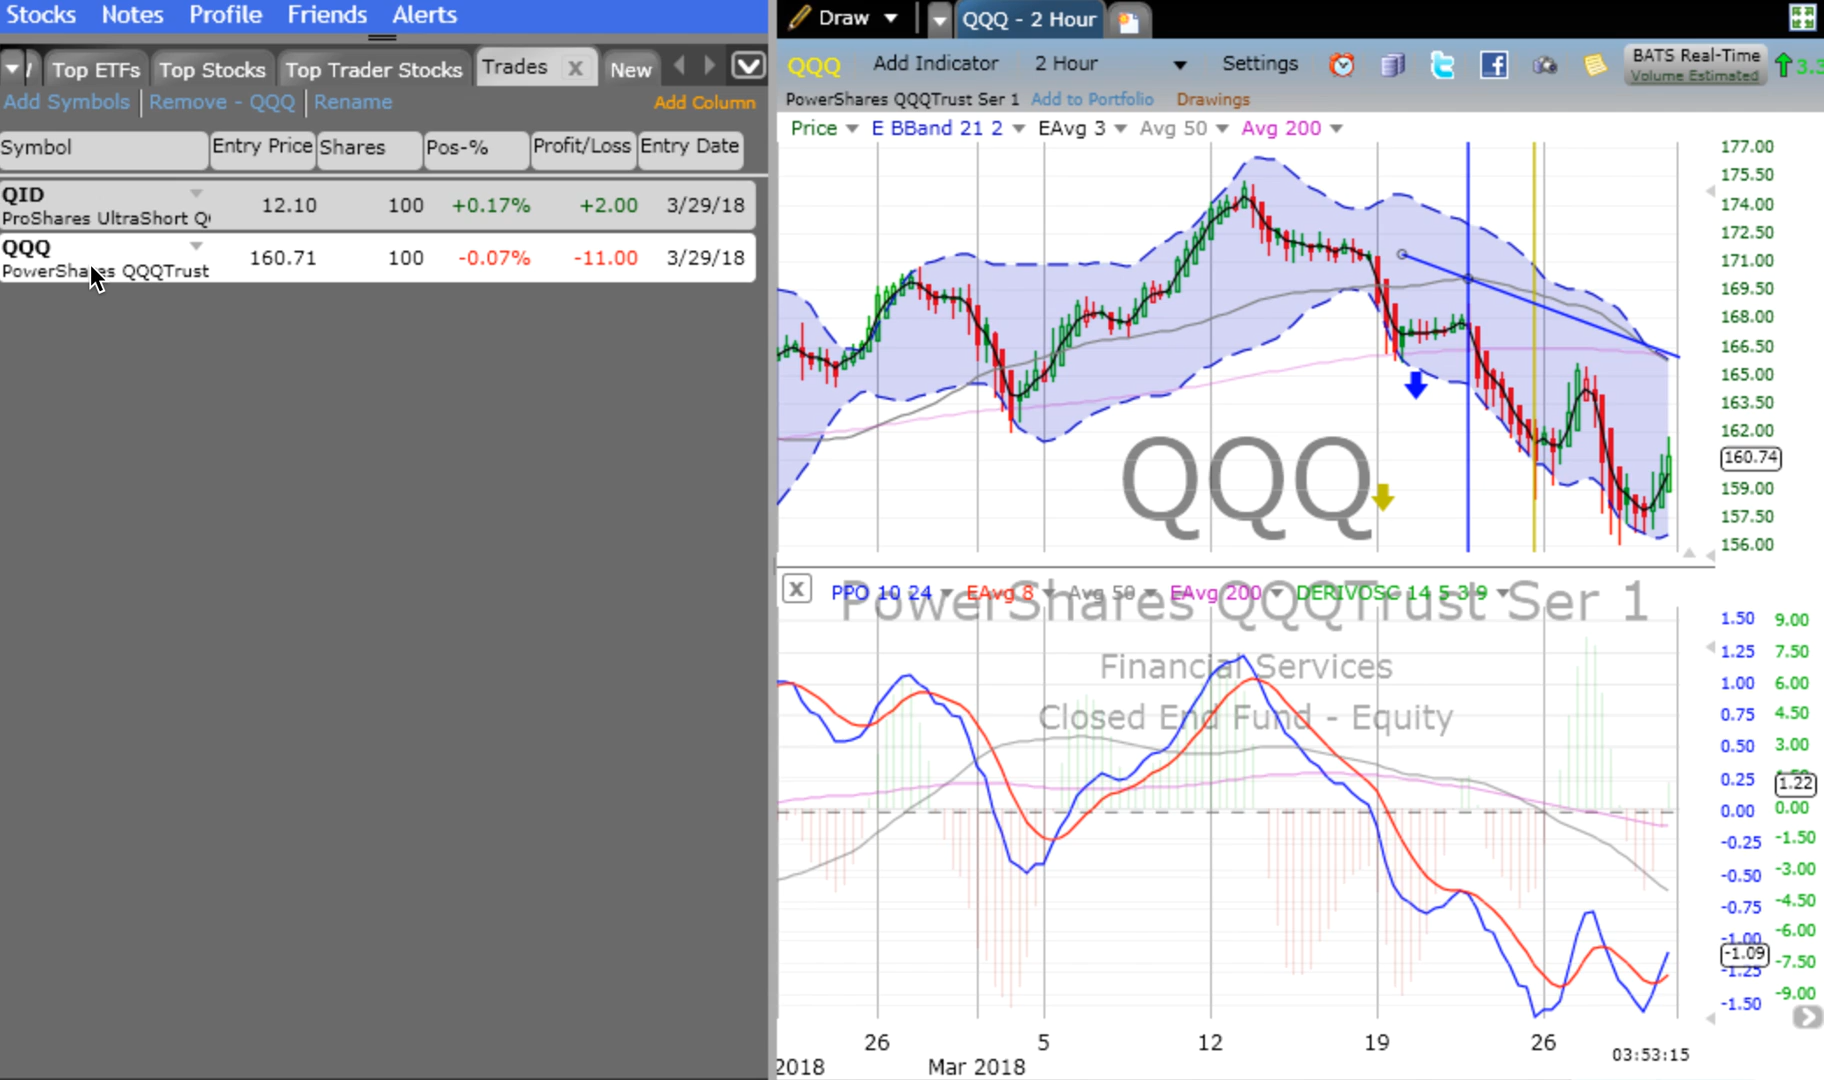 Stocks Notes Profile Friends Alerts
Top ETFs Top Stocks Top Trader Stocks Trades X New
Add Symbols Remove - QQQ Rename Add Column
Symbol Entry Price Shares Pos-% Profit/Loss Entry Date
QID 12.10 100 +0.17% +2.00 3/29/18
ProShares UltraShort Q
QQQ 160.71 100 -0.07% -11.00 3/29/18
PowerShares QQQTrust
Draw QQQ - 2 Hour
QQQ Add Indicator 2 Hour Settings BATS Real-Time
Volume Estimated
PowerShares QQQTrust Ser 1 Add to Portfolio Drawings
Price E BBand 21 2 EAvg 3 Avg 50 Avg 200
177.00
175.50
174.00
172.50
171.00
169.50
168.00
166.50
165.00
163.50
162.00
160.74
159.00
157.50
156.00
QQQ
X PPO 10 24 EAvg 8 Avg 50 EAvg 200 DERIVOSC 14 5 3 9
PowerShares QQQTrust Ser 1
Financial Services
Closed End Fund - Equity
1.50 9.00
1.25 7.50
1.00 6.00
0.75 4.50
0.50 3.00
0.25 1.22
0.00 0.00
-0.25 -1.50
-0.50 -3.00
-0.75 -4.50
-1.00 -6.00
-1.09
-1.25 -7.50
-1.50 -9.00
26 5 12 19 26
2018 Mar 2018 03:53:15